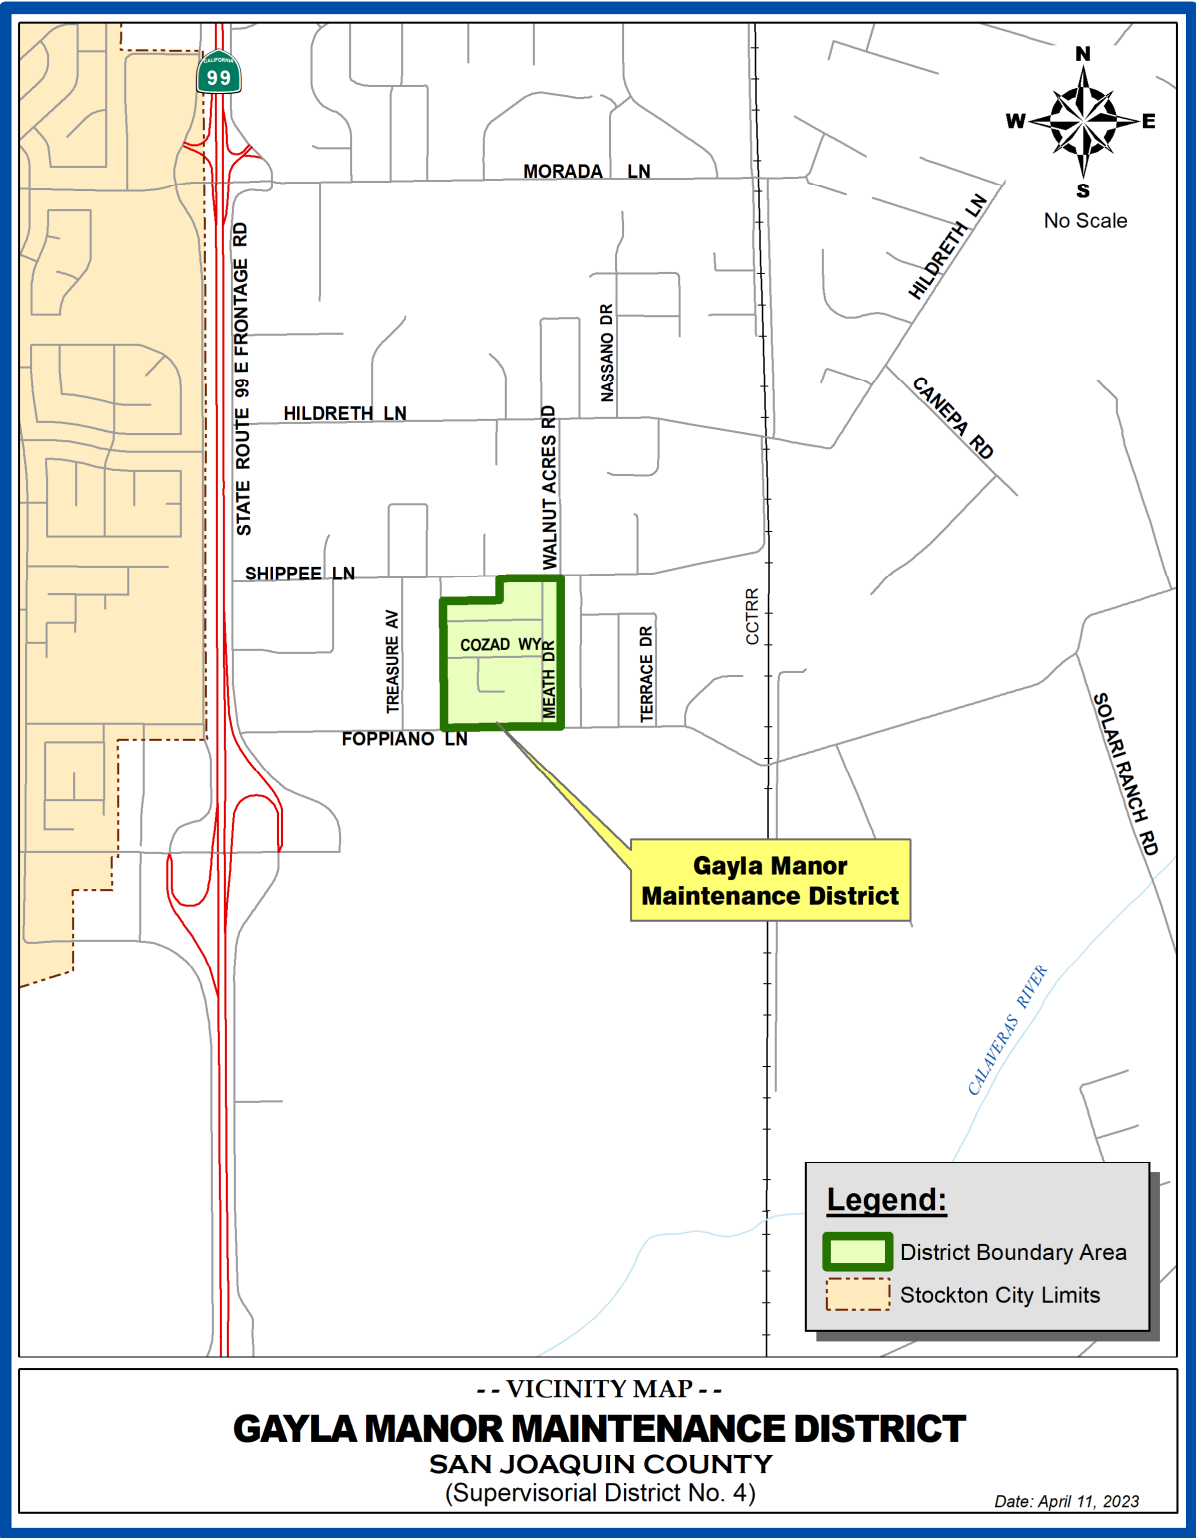 CALIFORNIA
99
N
W
E
S
No Scale
MORADA LN
HILDRETH LN
STATE ROUTE 99 E FRONTAGE RD
NASSANO DR
CANEPA RD
HILDRETH LN
WALNUT ACRES RD
SHIPPEE LN
CCTRR
TREASURE AV
COZAD WY
MEATH DR
TERRACE DR
FOPPIANO LN
SOLARI RANCH RD
Gayla Manor
Maintenance District
CALAVERAS RIVER
Legend:
District Boundary Area
Stockton City Limits
- - VICINITY MAP - -
GAYLA MANOR MAINTENANCE DISTRICT
SAN JOAQUIN COUNTY
(Supervisorial District No. 4)
Date: April 11, 2023